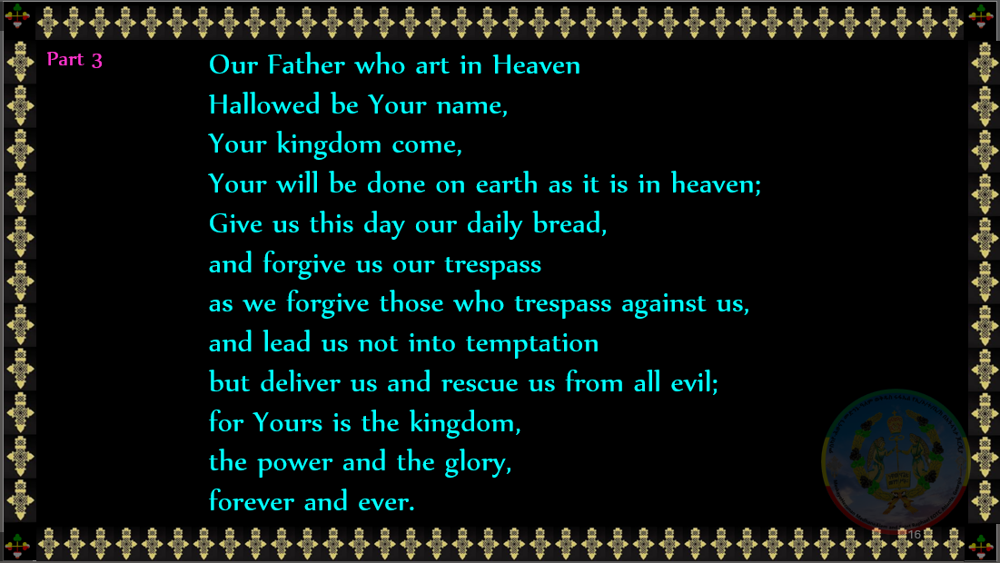 Part 3
Our Father who art in Heaven
Hallowed be Your name,
Your kingdom come,
Your will be done on earth as it is in heaven;
Give us this day our daily bread,
and forgive us our trespass
as we forgive those who trespass against us,
and lead us not into temptation
but deliver us and rescue us from all evil;
for Yours is the kingdom,
the power and the glory,
forever and ever.
16